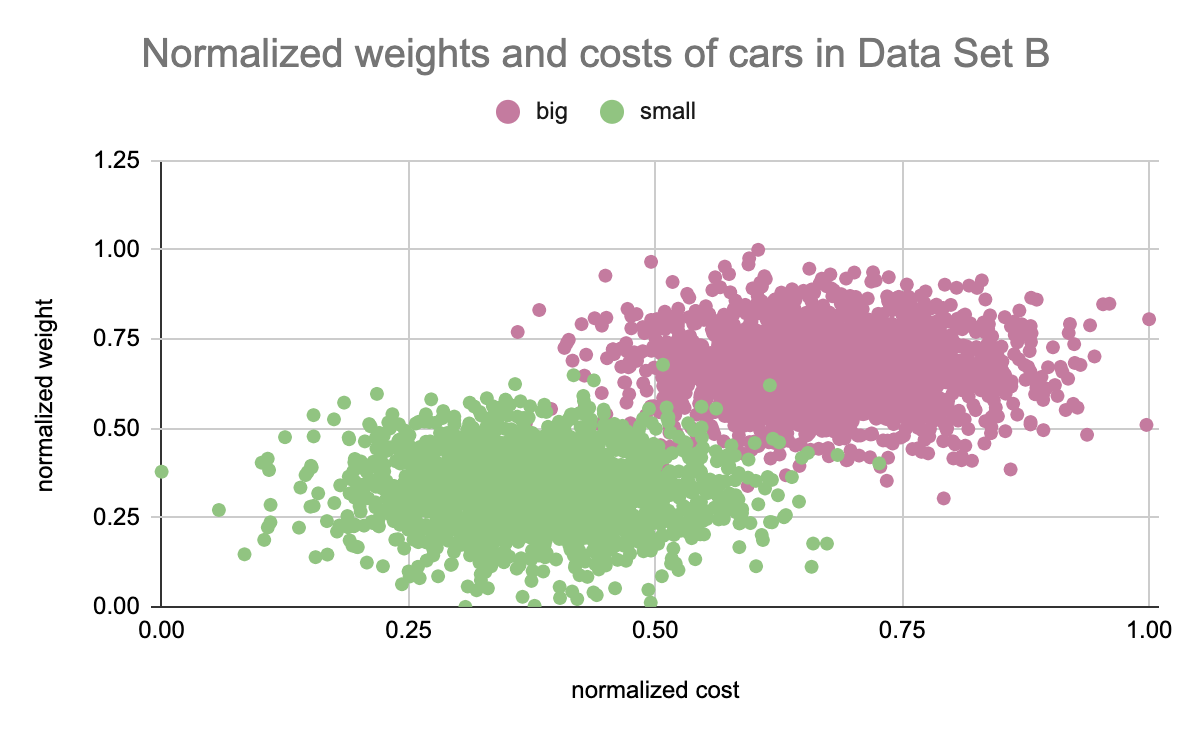 Normalized weights and costs of cars in Data Set B
big small
1.25
1.00
0.75
0.50
0.25
0.00
normalized weight
0.00 0.25 0.50 0.75 1.00
normalized cost